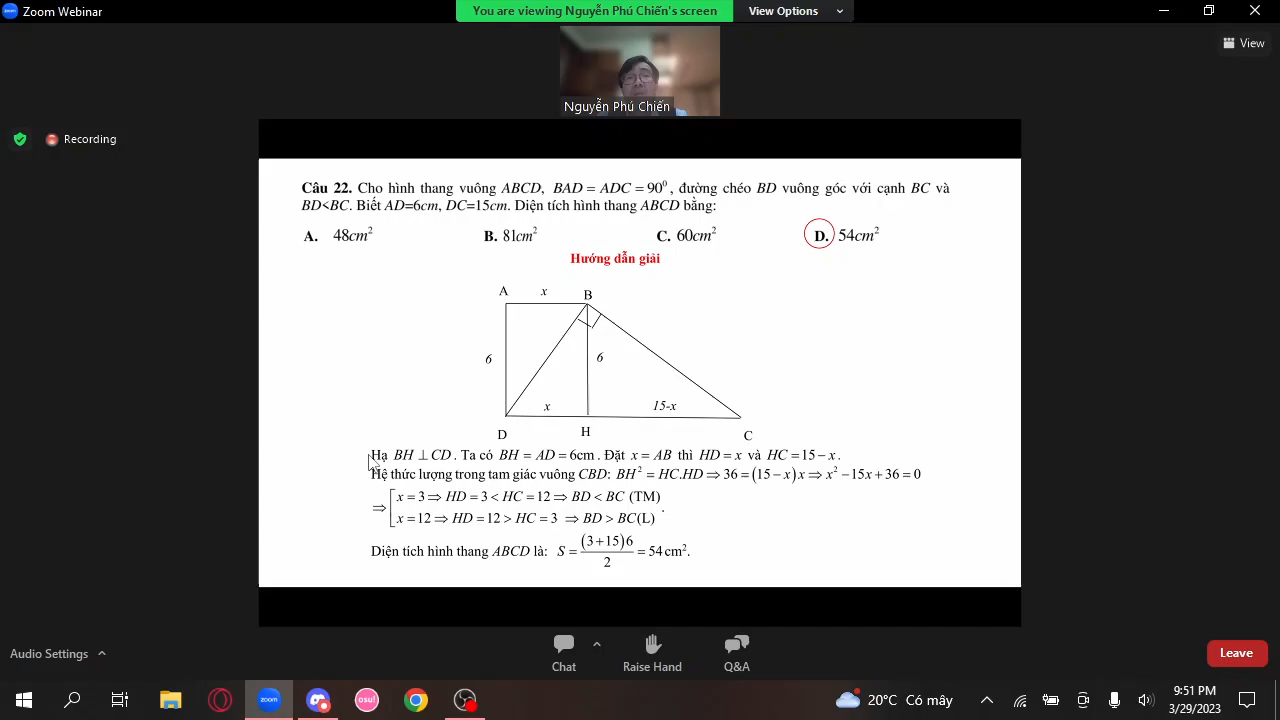 Zoom Webinar
You are viewing Nguyễn Phú Chiến's screen
View Options
View
Nguyễn Phú Chiến
Recording
Câu 22. Cho hình thang vuông ABCD, BAD = ADC = 90⁰, đường chéo BD vuông góc với cạnh BC và
BD<BC. Biết AD=6cm, DC=15cm. Diện tích hình thang ABCD bằng:
A. 48cm² B. 81cm² C. 60cm² D. 54cm²
Hướng dẫn giải
A x B
6 6
x 15-x
D H C
Hạ BH ⊥ CD. Ta có BH = AD = 6cm. Đặt x = AB thì HD = x và HC = 15 − x.
Hệ thức lượng trong tam giác vuông CBD: BH² = HC.HD ⇒ 36 = (15 − x)x ⇒ x² − 15x + 36 = 0
⇒ [ x = 3 ⇒ HD = 3 < HC = 12 ⇒ BD < BC (TM)
x = 12 ⇒ HD = 12 > HC = 3 ⇒ BD > BC(L) .
Diện tích hình thang ABCD là: S = (3+15)6 / 2 = 54 cm².
Audio Settings
Chat
Raise Hand
Q&A
Leave
zoom
osu!
20°C Có mây
9:51 PM
3/29/2023